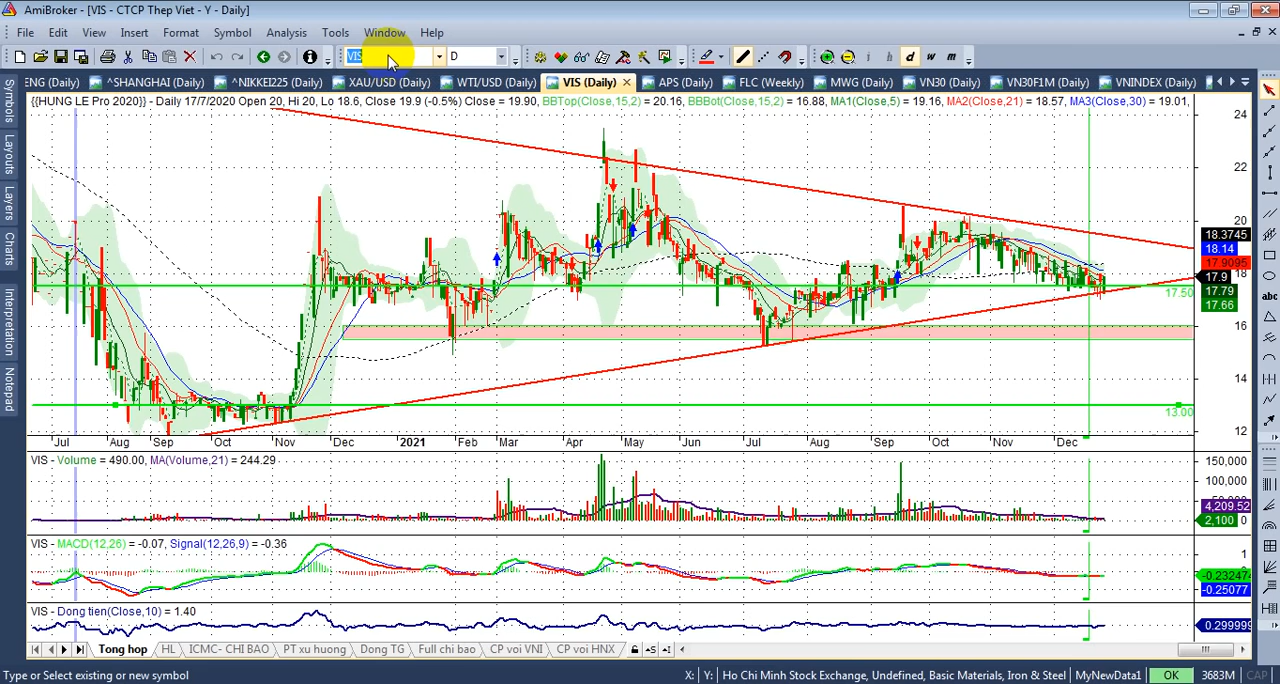 AmiBroker - [VIS - CTCP Thep Viet - Y - Daily]
File Edit View Insert Format Symbol Analysis Tools Window Help
VIS D i h d w m
ENG (Daily) ^SHANGHAI (Daily) ^NIKKEI225 (Daily) XAU/USD (Daily) WTI/USD (Daily) VIS (Daily) APS (Daily) FLC (Weekly) MWG (Daily) VN30 (Daily) VN30F1M (Daily) VNINDEX (Daily)
{{HUNG LE Pro 2020}} - Daily 17/7/2020 Open 20, Hi 20, Lo 18.6, Close 19.9 (-0.5%) Close = 19.90, BBTop(Close,15,2) = 20.16, BBBot(Close,15,2) = 16.88, MA1(Close,5) = 19.16, MA2(Close,21) = 18.57, MA3(Close,30) = 19.01,
Symbols
Layouts
Layers
Charts
Interpretation
Notepad
24
22
20
18.3745
18.14
17.9095
18
17.9
17.79
17.66
17.50
16
14
13.00
12
abc
Jul Aug Sep Oct Nov Dec 2021 Feb Mar Apr May Jun Jul Aug Sep Oct Nov Dec
VIS - Volume = 490.00, MA(Volume,21) = 244.29
150,000
100,000
4,209.52
2,100 0
VIS - MACD(12,26) = -0.07, Signal(12,26,9) = -0.36
1
-0.232474
-0.25077
VIS - Dong tien(Close,10) = 1.40
0.299999
Tong hop HL ICMC- CHI BAO PT xu huong Dong TG Full chi bao CP voi VNI CP voi HNX
Type or Select existing or new symbol X: Y: Ho Chi Minh Stock Exchange, Undefined, Basic Materials, Iron & Steel MyNewData1 OK 3683M CAP